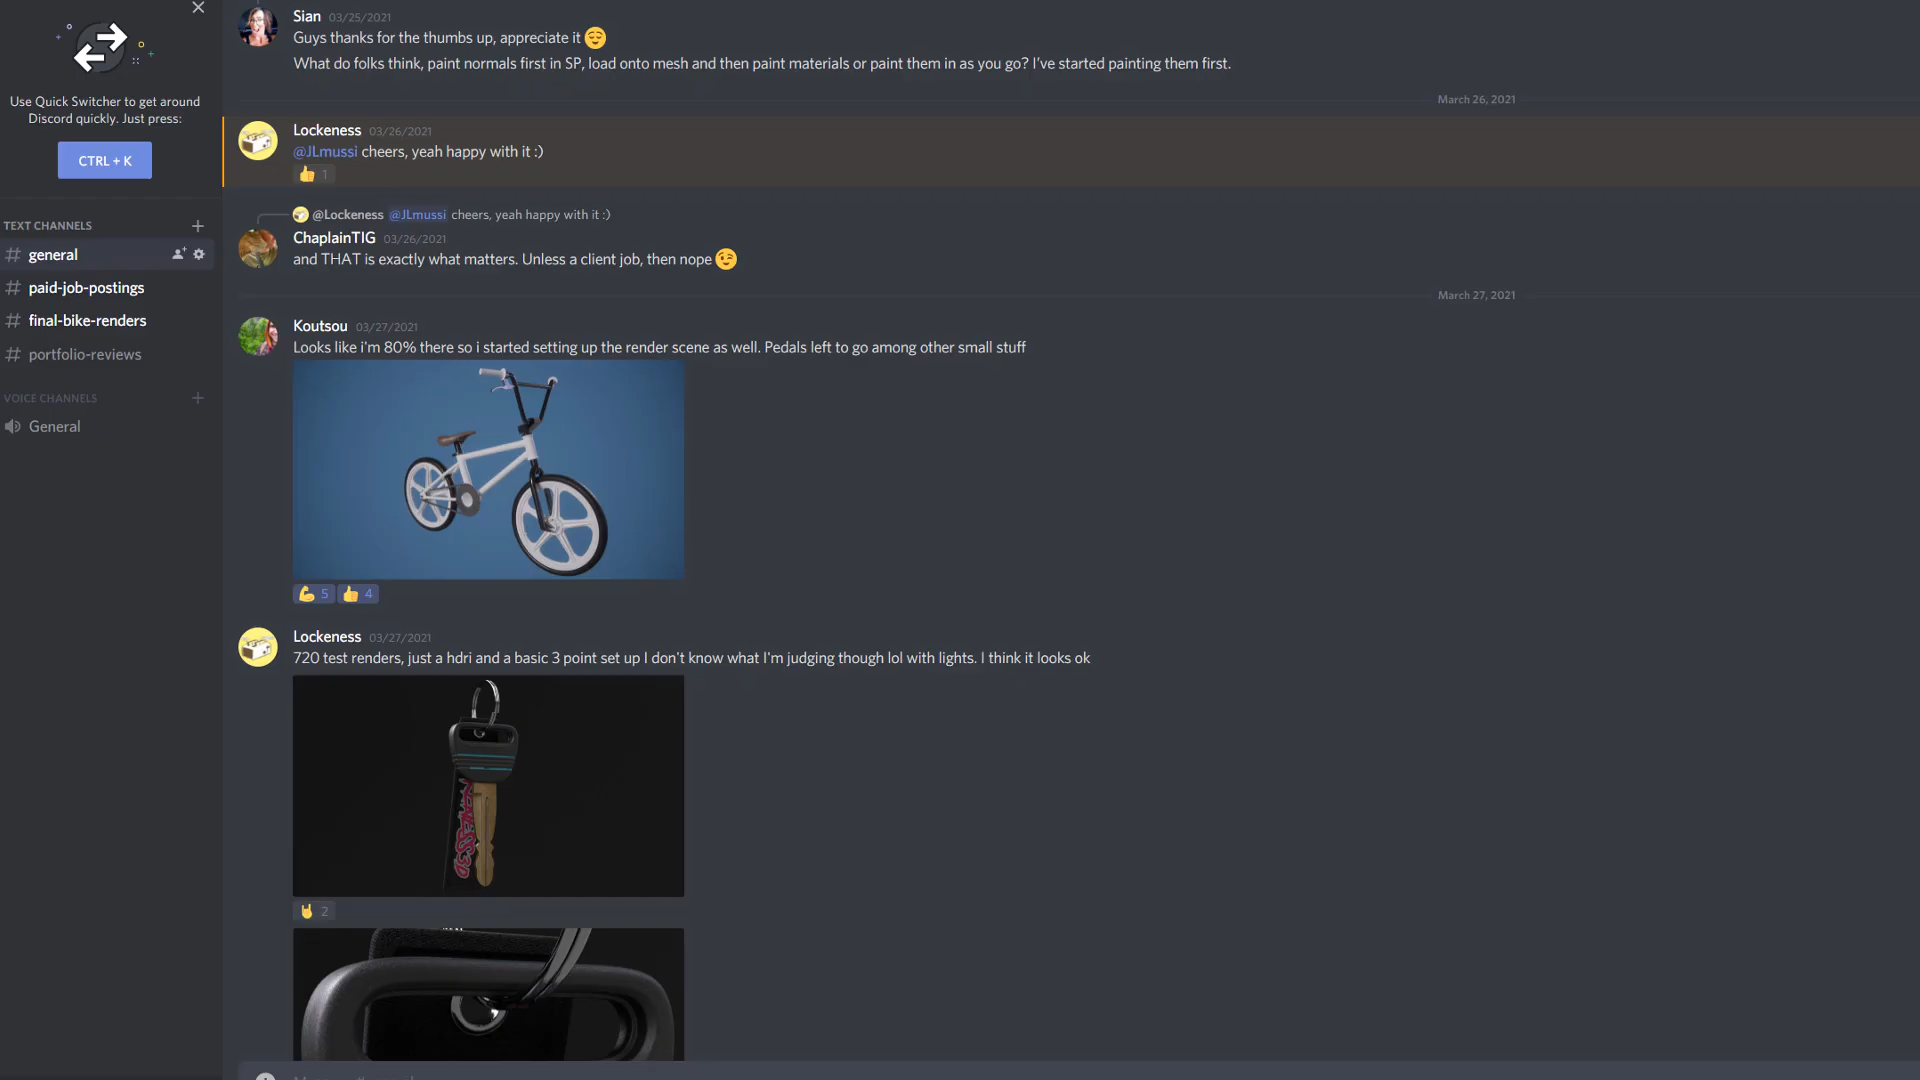 Use Quick Switcher to get around
Discord quickly. Just press:
CTRL + K
TEXT CHANNELS
general
paid-job-postings
final-bike-renders
portfolio-reviews
VOICE CHANNELS
General
Sian 03/25/2021
Guys thanks for the thumbs up, appreciate it
What do folks think, paint normals first in SP, load onto mesh and then paint materials or paint them in as you go? I've started painting them first.
March 26, 2021
Lockeness 03/26/2021
@JLmussi cheers, yeah happy with it :)
1
@Lockeness @JLmussi cheers, yeah happy with it :)
ChaplainTIG 03/26/2021
and THAT is exactly what matters. Unless a client job, then nope
March 27, 2021
Koutsou 03/27/2021
Looks like i'm 80% there so i started setting up the render scene as well. Pedals left to go among other small stuff
5 4
Lockeness 03/27/2021
720 test renders, just a hdri and a basic 3 point set up I don't know what I'm judging though lol with lights. I think it looks ok
2